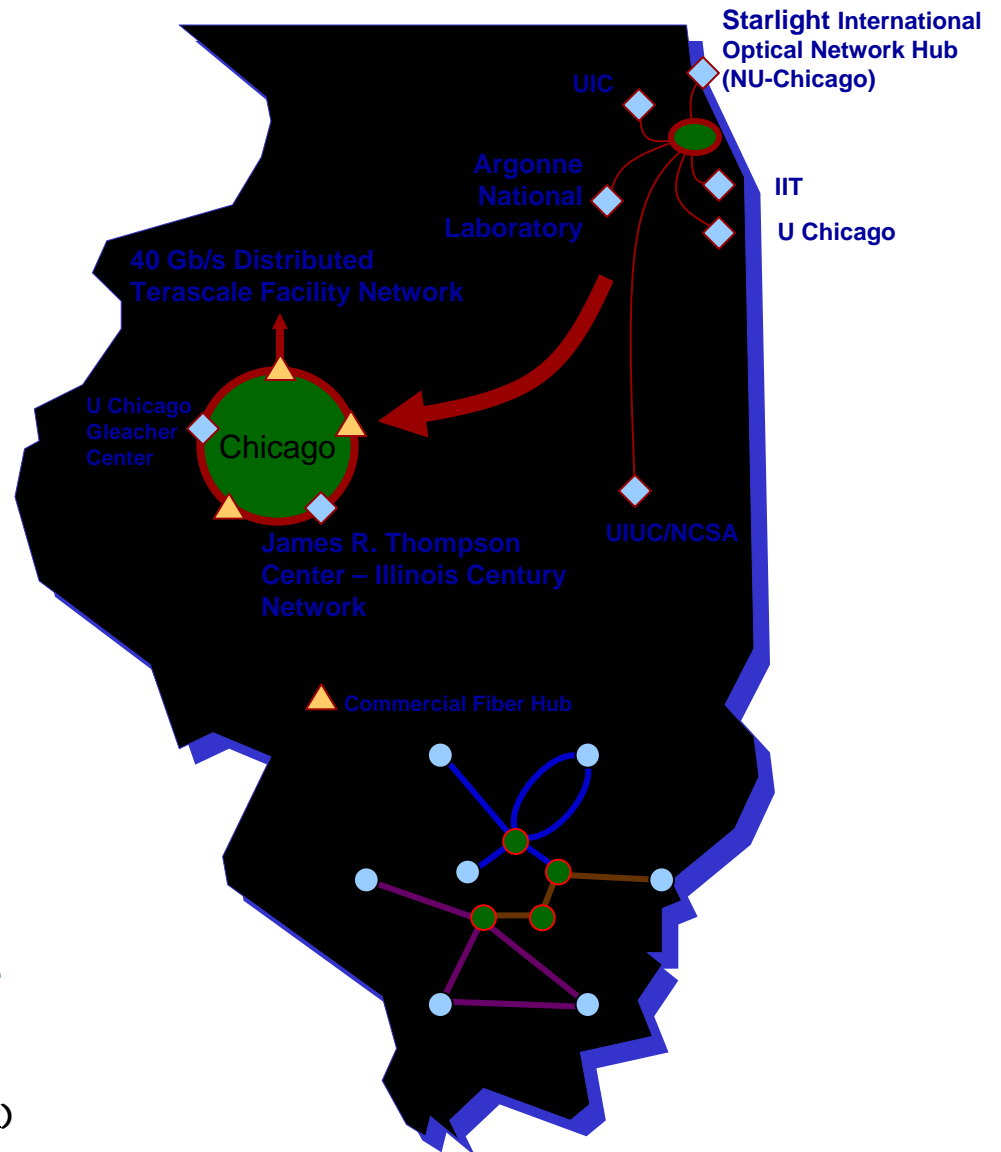 Starlight International
Optical Network Hub
(NU-Chicago)
UIC
Argonne
National
Laboratory
IIT
U Chicago
40 Gb/s Distributed
Terascale Facility Network
U Chicago
Gleacher
Center
Chicago
James R. Thompson
Center – Illinois Century
Network
UIUC/NCSA
Commercial Fiber Hub
)